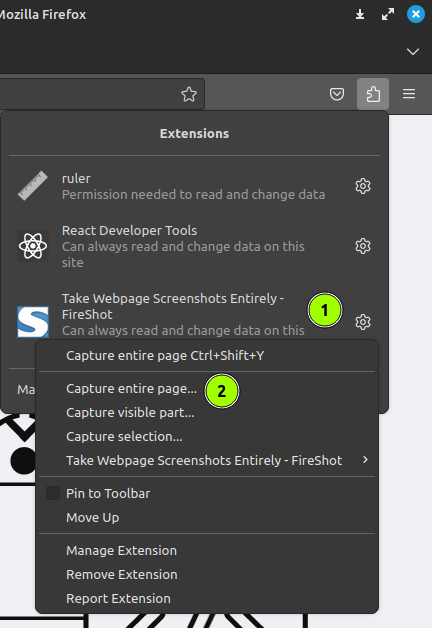 Mozilla Firefox
Extensions
ruler
Permission needed to read and change data
React Developer Tools
Can always read and change data on this
site
Take Webpage Screenshots Entirely -
FireShot
1
Can always read and change data on this
Capture entire page Ctrl+Shift+Y
Ma
Capture entire page...
2
Capture visible part...
Capture selection...
Take Webpage Screenshots Entirely - FireShot
Pin to Toolbar
Move Up
Manage Extension
Remove Extension
Report Extension